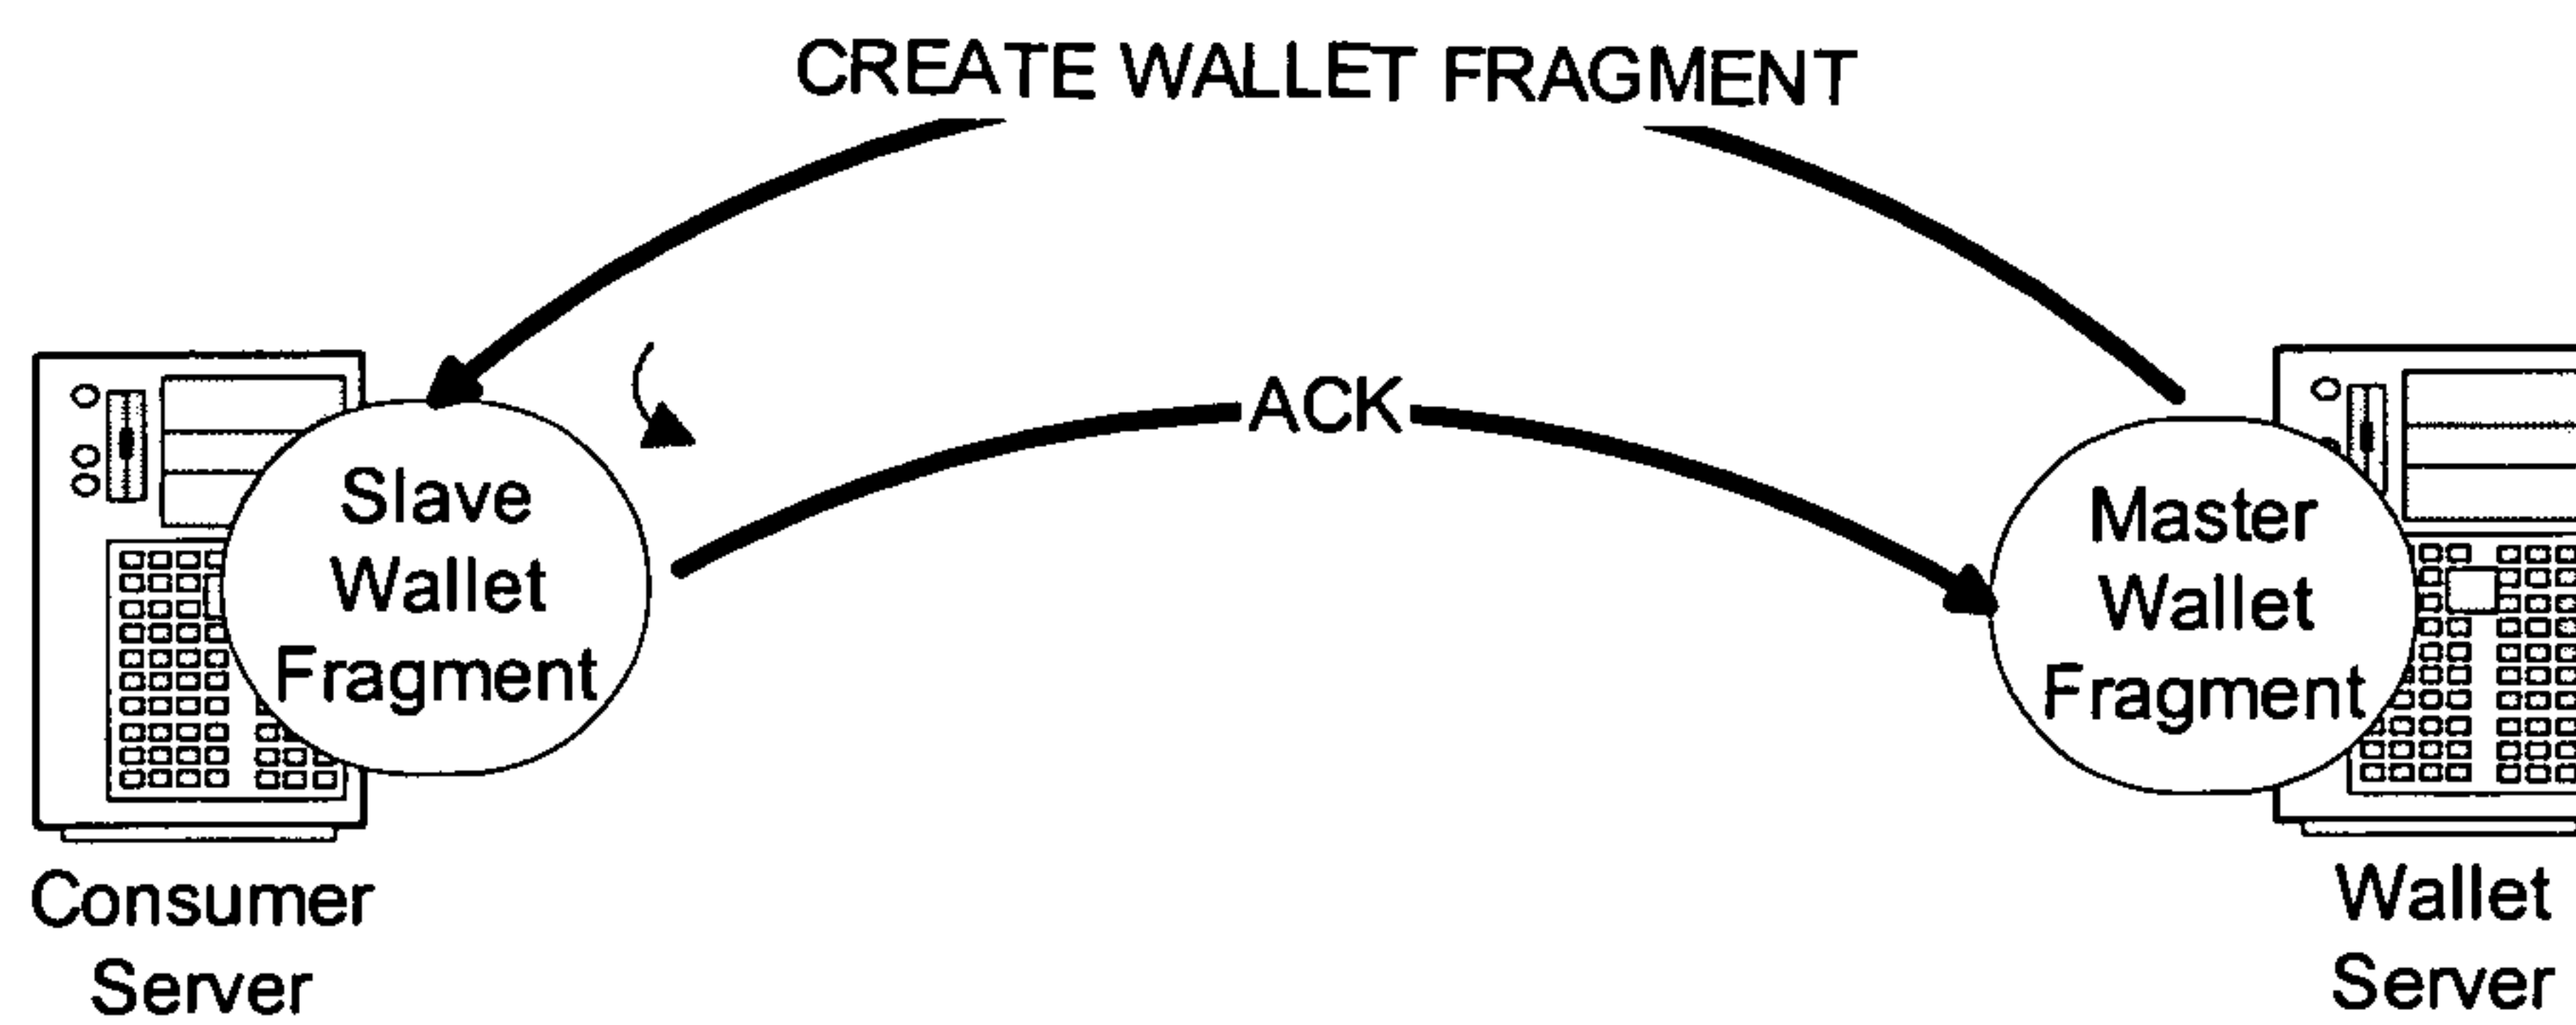 CREATE WALLET FRAGMENT
ACK
Slave
Wallet
Fragment
Master
Wallet
Fragment
Consumer
Server
Wallet
Server